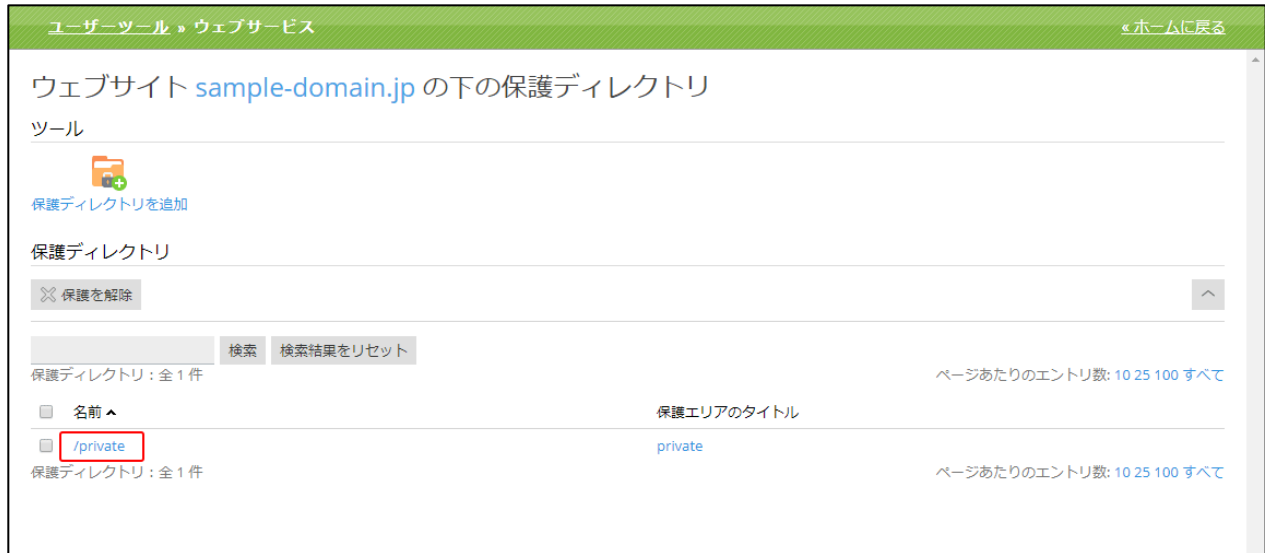 ユーザーツール » ウェブサービス «ホームに戻る
ウェブサイト sample-domain.jp の下の保護ディレクトリ
ツール
保護ディレクトリを追加
保護ディレクトリ
保護を解除
検索 検索結果をリセット
保護ディレクトリ : 全 1 件 ページあたりのエントリ数: 10 25 100 すべて
名前 保護エリアのタイトル
/private private
保護ディレクトリ : 全 1 件 ページあたりのエントリ数: 10 25 100 すべて